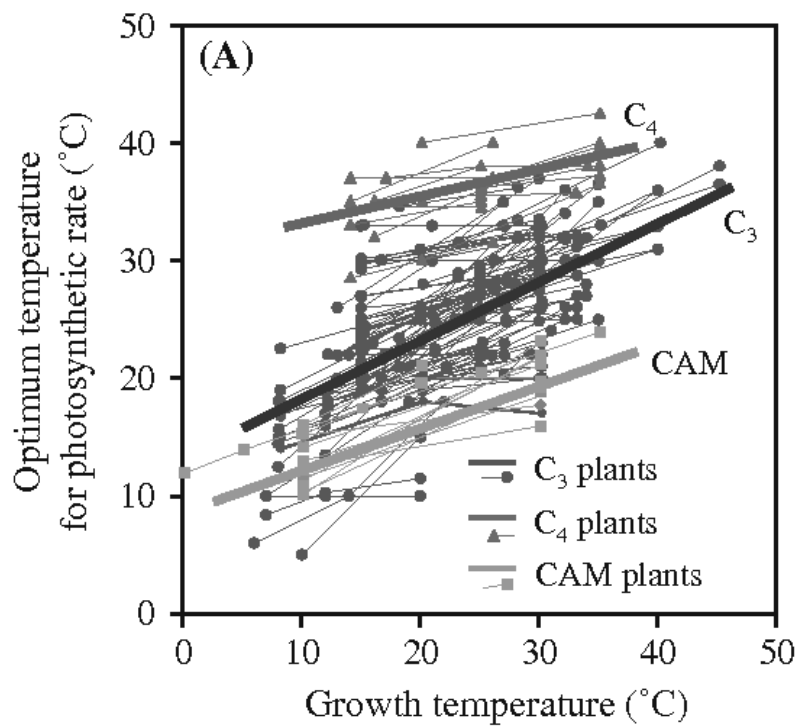 (A)
50
40
30
20
10
0
Optimum temperature
for photosynthetic rate (˚C)
C₄
C₃
CAM
C₃ plants
C₄ plants
CAM plants
0 10 20 30 40 50
Growth temperature (˚C)